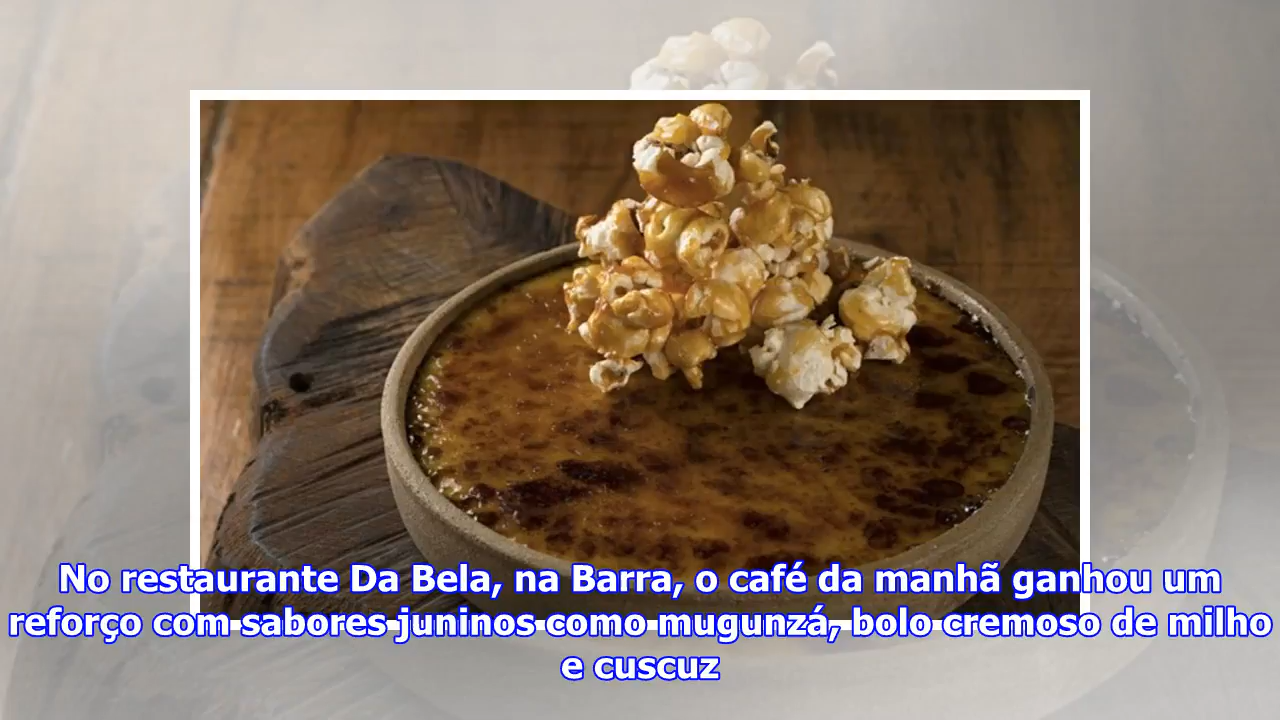 No restaurante Da Bela, na Barra, o café da manhã ganhou um
reforço com sabores juninos como mugunzá, bolo cremoso de milho
e cuscuz